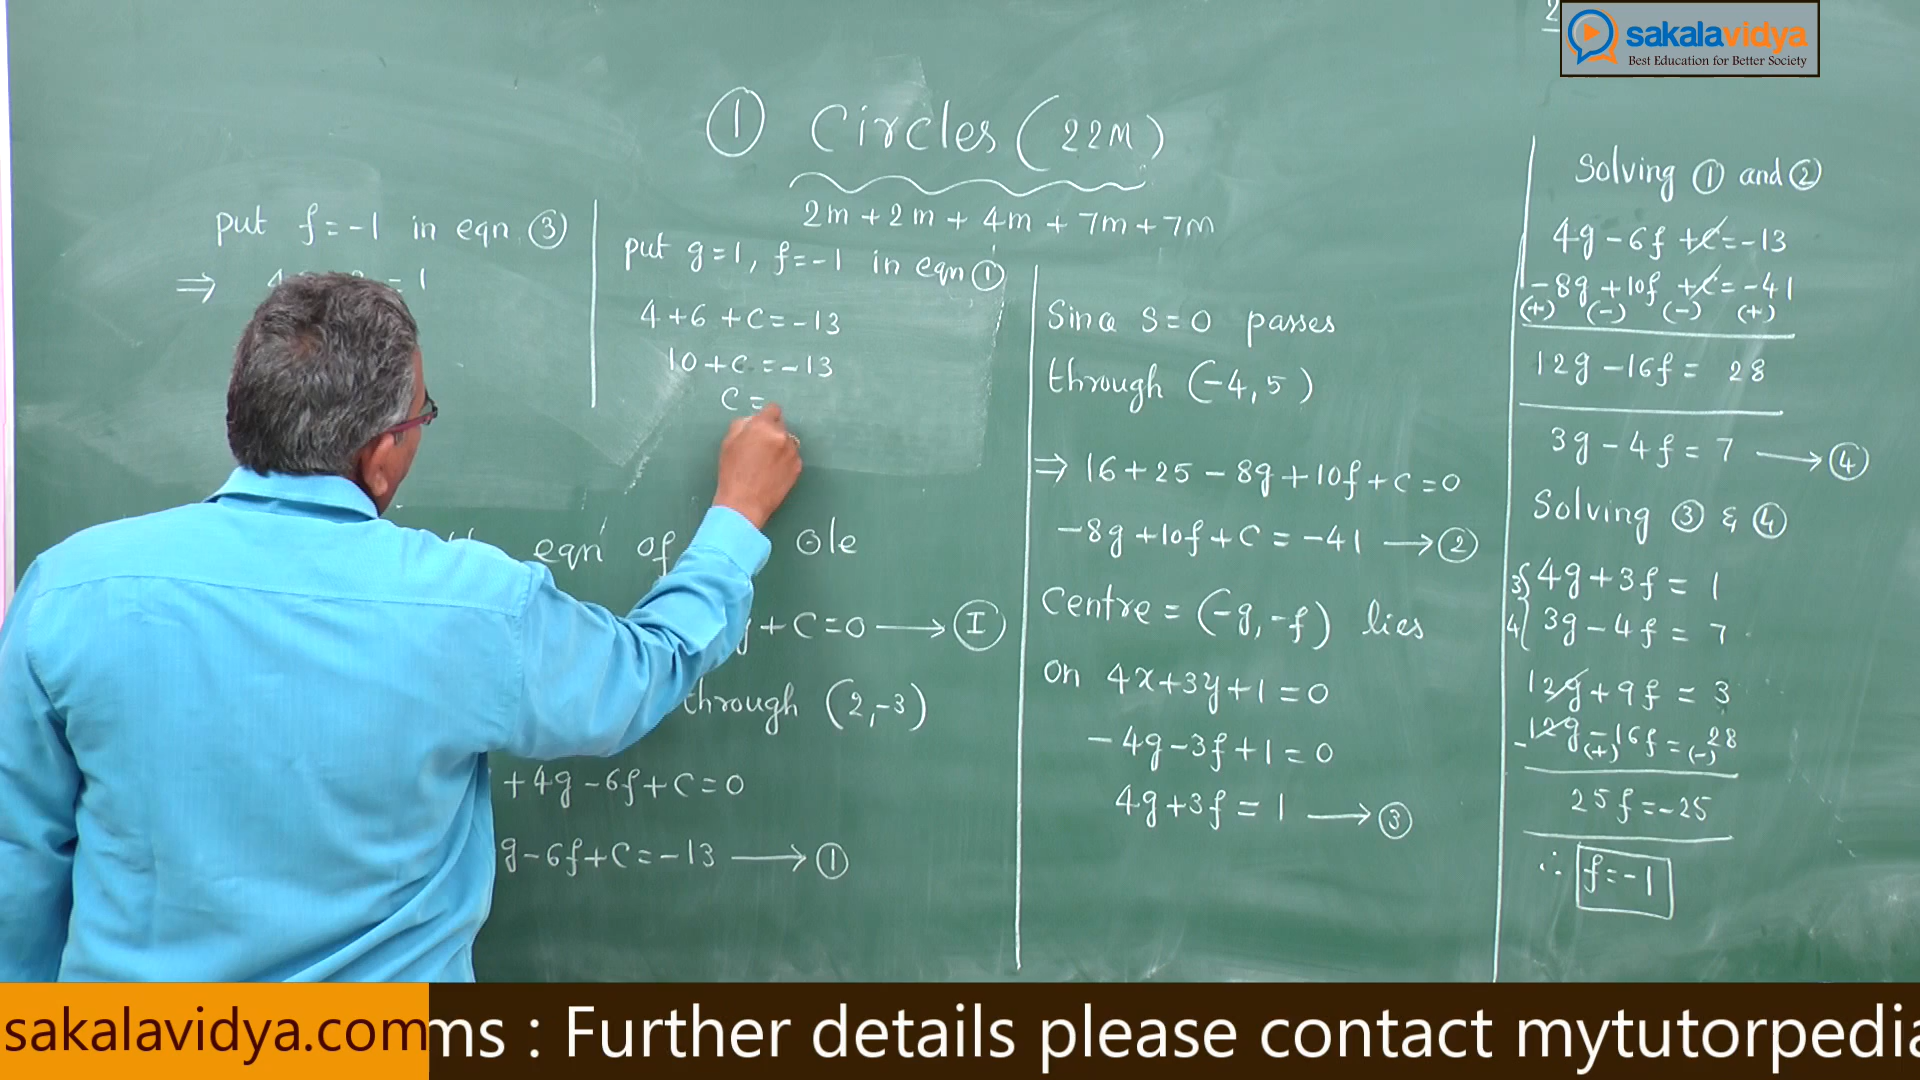 2
sakalavidya
Best Education for Better Society
① Circles (22M)
2m + 2m + 4m + 7m + 7m
put f = -1 in eqn ③
⇒ 4 = 1
put g = 1, f = -1 in eqn ①
4 + 6 + c = -13
10 + c = -13
c =
eqn of ole
y + c = 0 → Ⓘ
through (2, -3)
+ 4g - 6f + c = 0
g - 6f + c = -13 → ①
Since S = 0 passes
through (-4, 5)
⇒ 16 + 25 - 8g + 10f + c = 0
-8g + 10f + c = -41 → ②
Centre = (-g, -f) lies
on 4x + 3y + 1 = 0
-4g - 3f + 1 = 0
4g + 3f = 1 → ③
Solving ① and ②
4g - 6f + c = -13
-8g + 10f + c = -41
(+) (-) (-) (+)
12g - 16f = 28
3g - 4f = 7 → ④
Solving ③ & ④
3{ 4g + 3f = 1
4{ 3g - 4f = 7
12g + 9f = 3
12g - 16f = 28
- (+) (-)
25f = -25
∴ f = -1
sakalavidya.com
ms : Further details please contact mytutorpedia